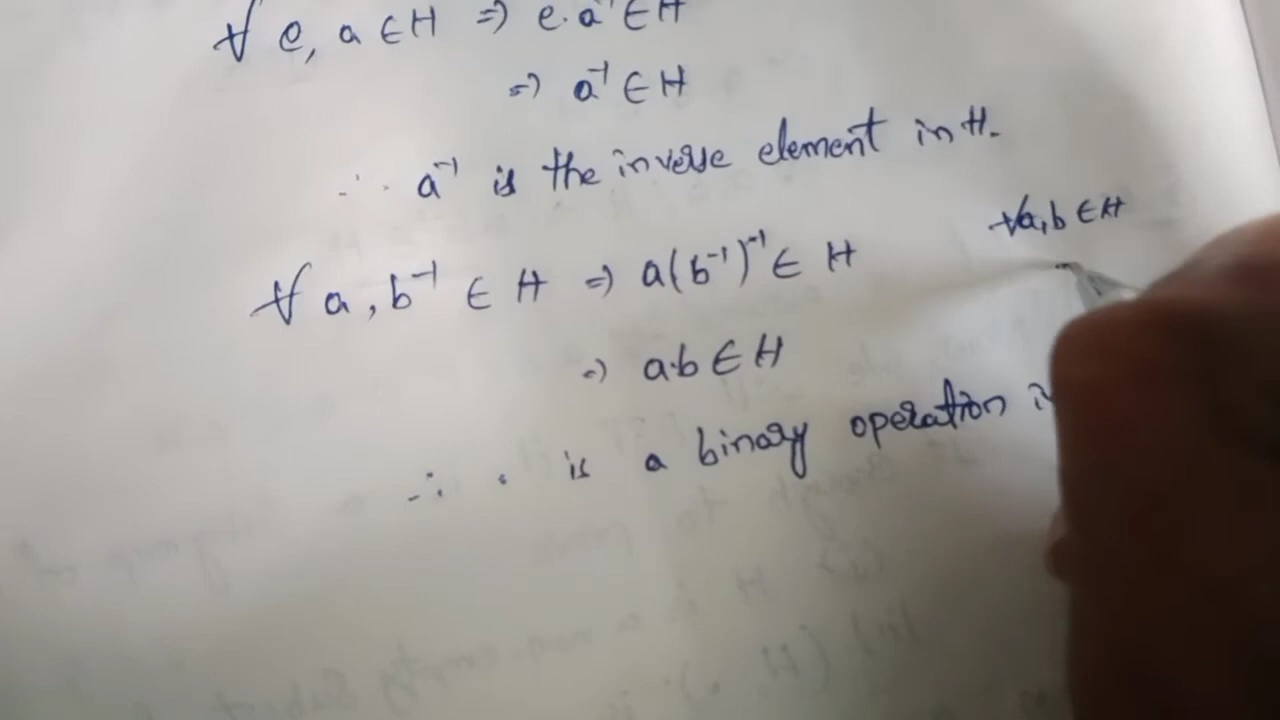 ∀ e, a ∈ H ⇒ e·a⁻¹ ∈ H
⇒ a⁻¹ ∈ H
∴ a⁻¹ is the inverse element in H.
∀ a, b ∈ H
∀ a, b⁻¹ ∈ H ⇒ a(b⁻¹)⁻¹ ∈ H
⇒ a·b ∈ H
∴ · is a binary operation